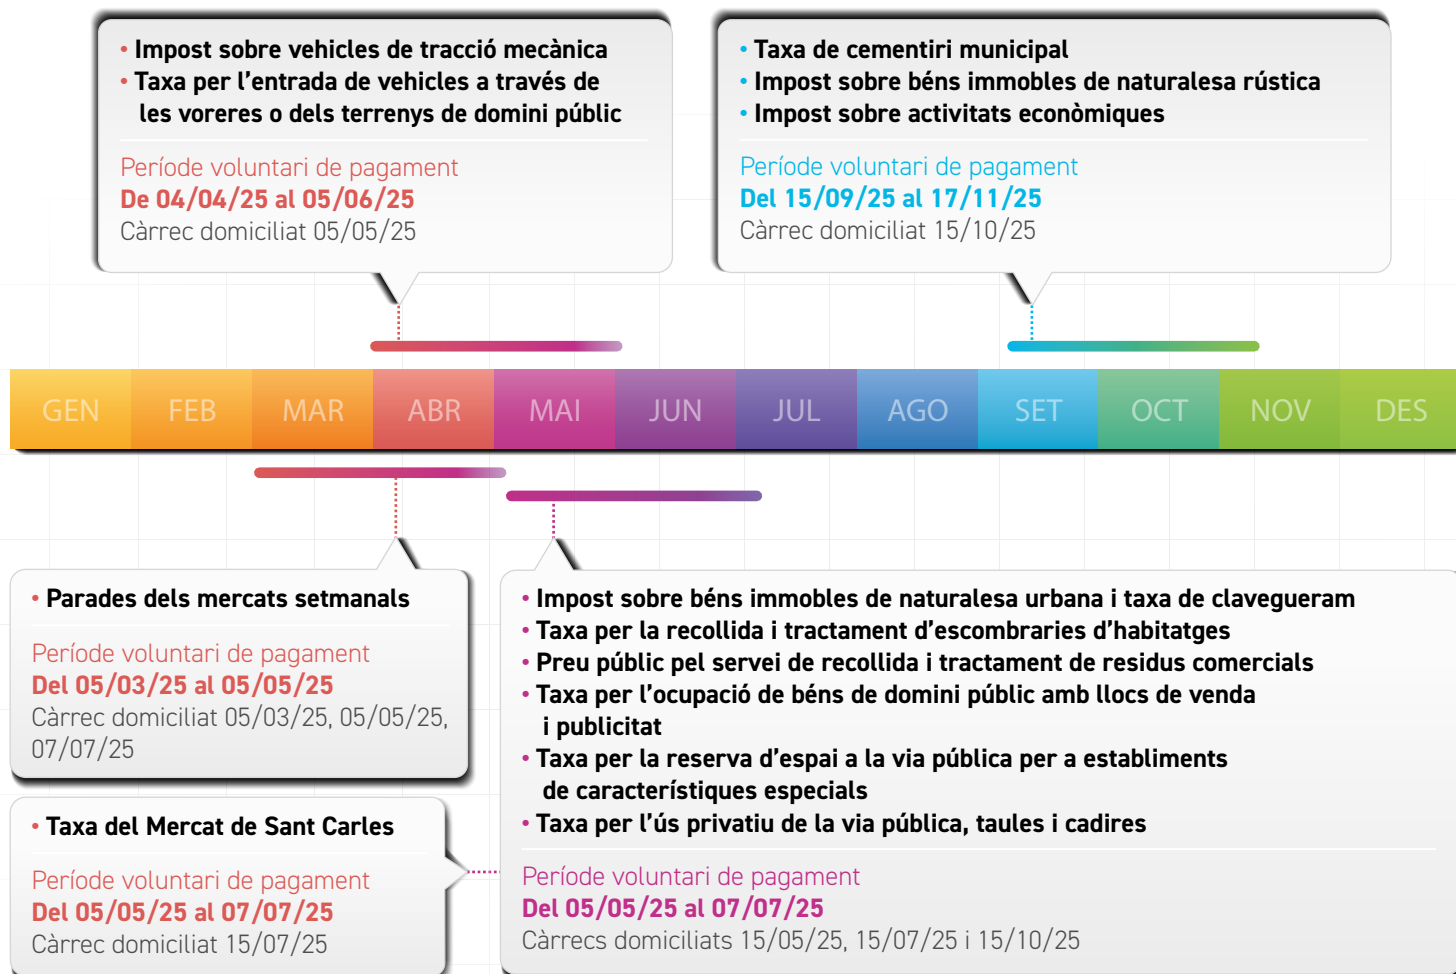 • Impost sobre vehicles de tracció mecànica
• Taxa per l'entrada de vehicles a través de
les voreres o dels terrenys de domini públic
Període voluntari de pagament
De 04/04/25 al 05/06/25
Càrrec domiciliat 05/05/25
• Taxa de cementiri municipal
• Impost sobre béns immobles de naturalesa rústica
• Impost sobre activitats econòmiques
Període voluntari de pagament
Del 15/09/25 al 17/11/25
Càrrec domiciliat 15/10/25
GEN FEB MAR ABR MAI JUN JUL AGO SET OCT NOV DES
• Parades dels mercats setmanals
Període voluntari de pagament
Del 05/03/25 al 05/05/25
Càrrec domiciliat 05/03/25, 05/05/25,
07/07/25
• Taxa del Mercat de Sant Carles
Període voluntari de pagament
Del 05/05/25 al 07/07/25
Càrrec domiciliat 15/07/25
• Impost sobre béns immobles de naturalesa urbana i taxa de clavegueram
• Taxa per la recollida i tractament d'escombraries d'habitatges
• Preu públic pel servei de recollida i tractament de residus comercials
• Taxa per l'ocupació de béns de domini públic amb llocs de venda
i publicitat
• Taxa per la reserva d'espai a la via pública per a establiments
de característiques especials
• Taxa per l'ús privatiu de la via pública, taules i cadires
Període voluntari de pagament
Del 05/05/25 al 07/07/25
Càrrecs domiciliats 15/05/25, 15/07/25 i 15/10/25